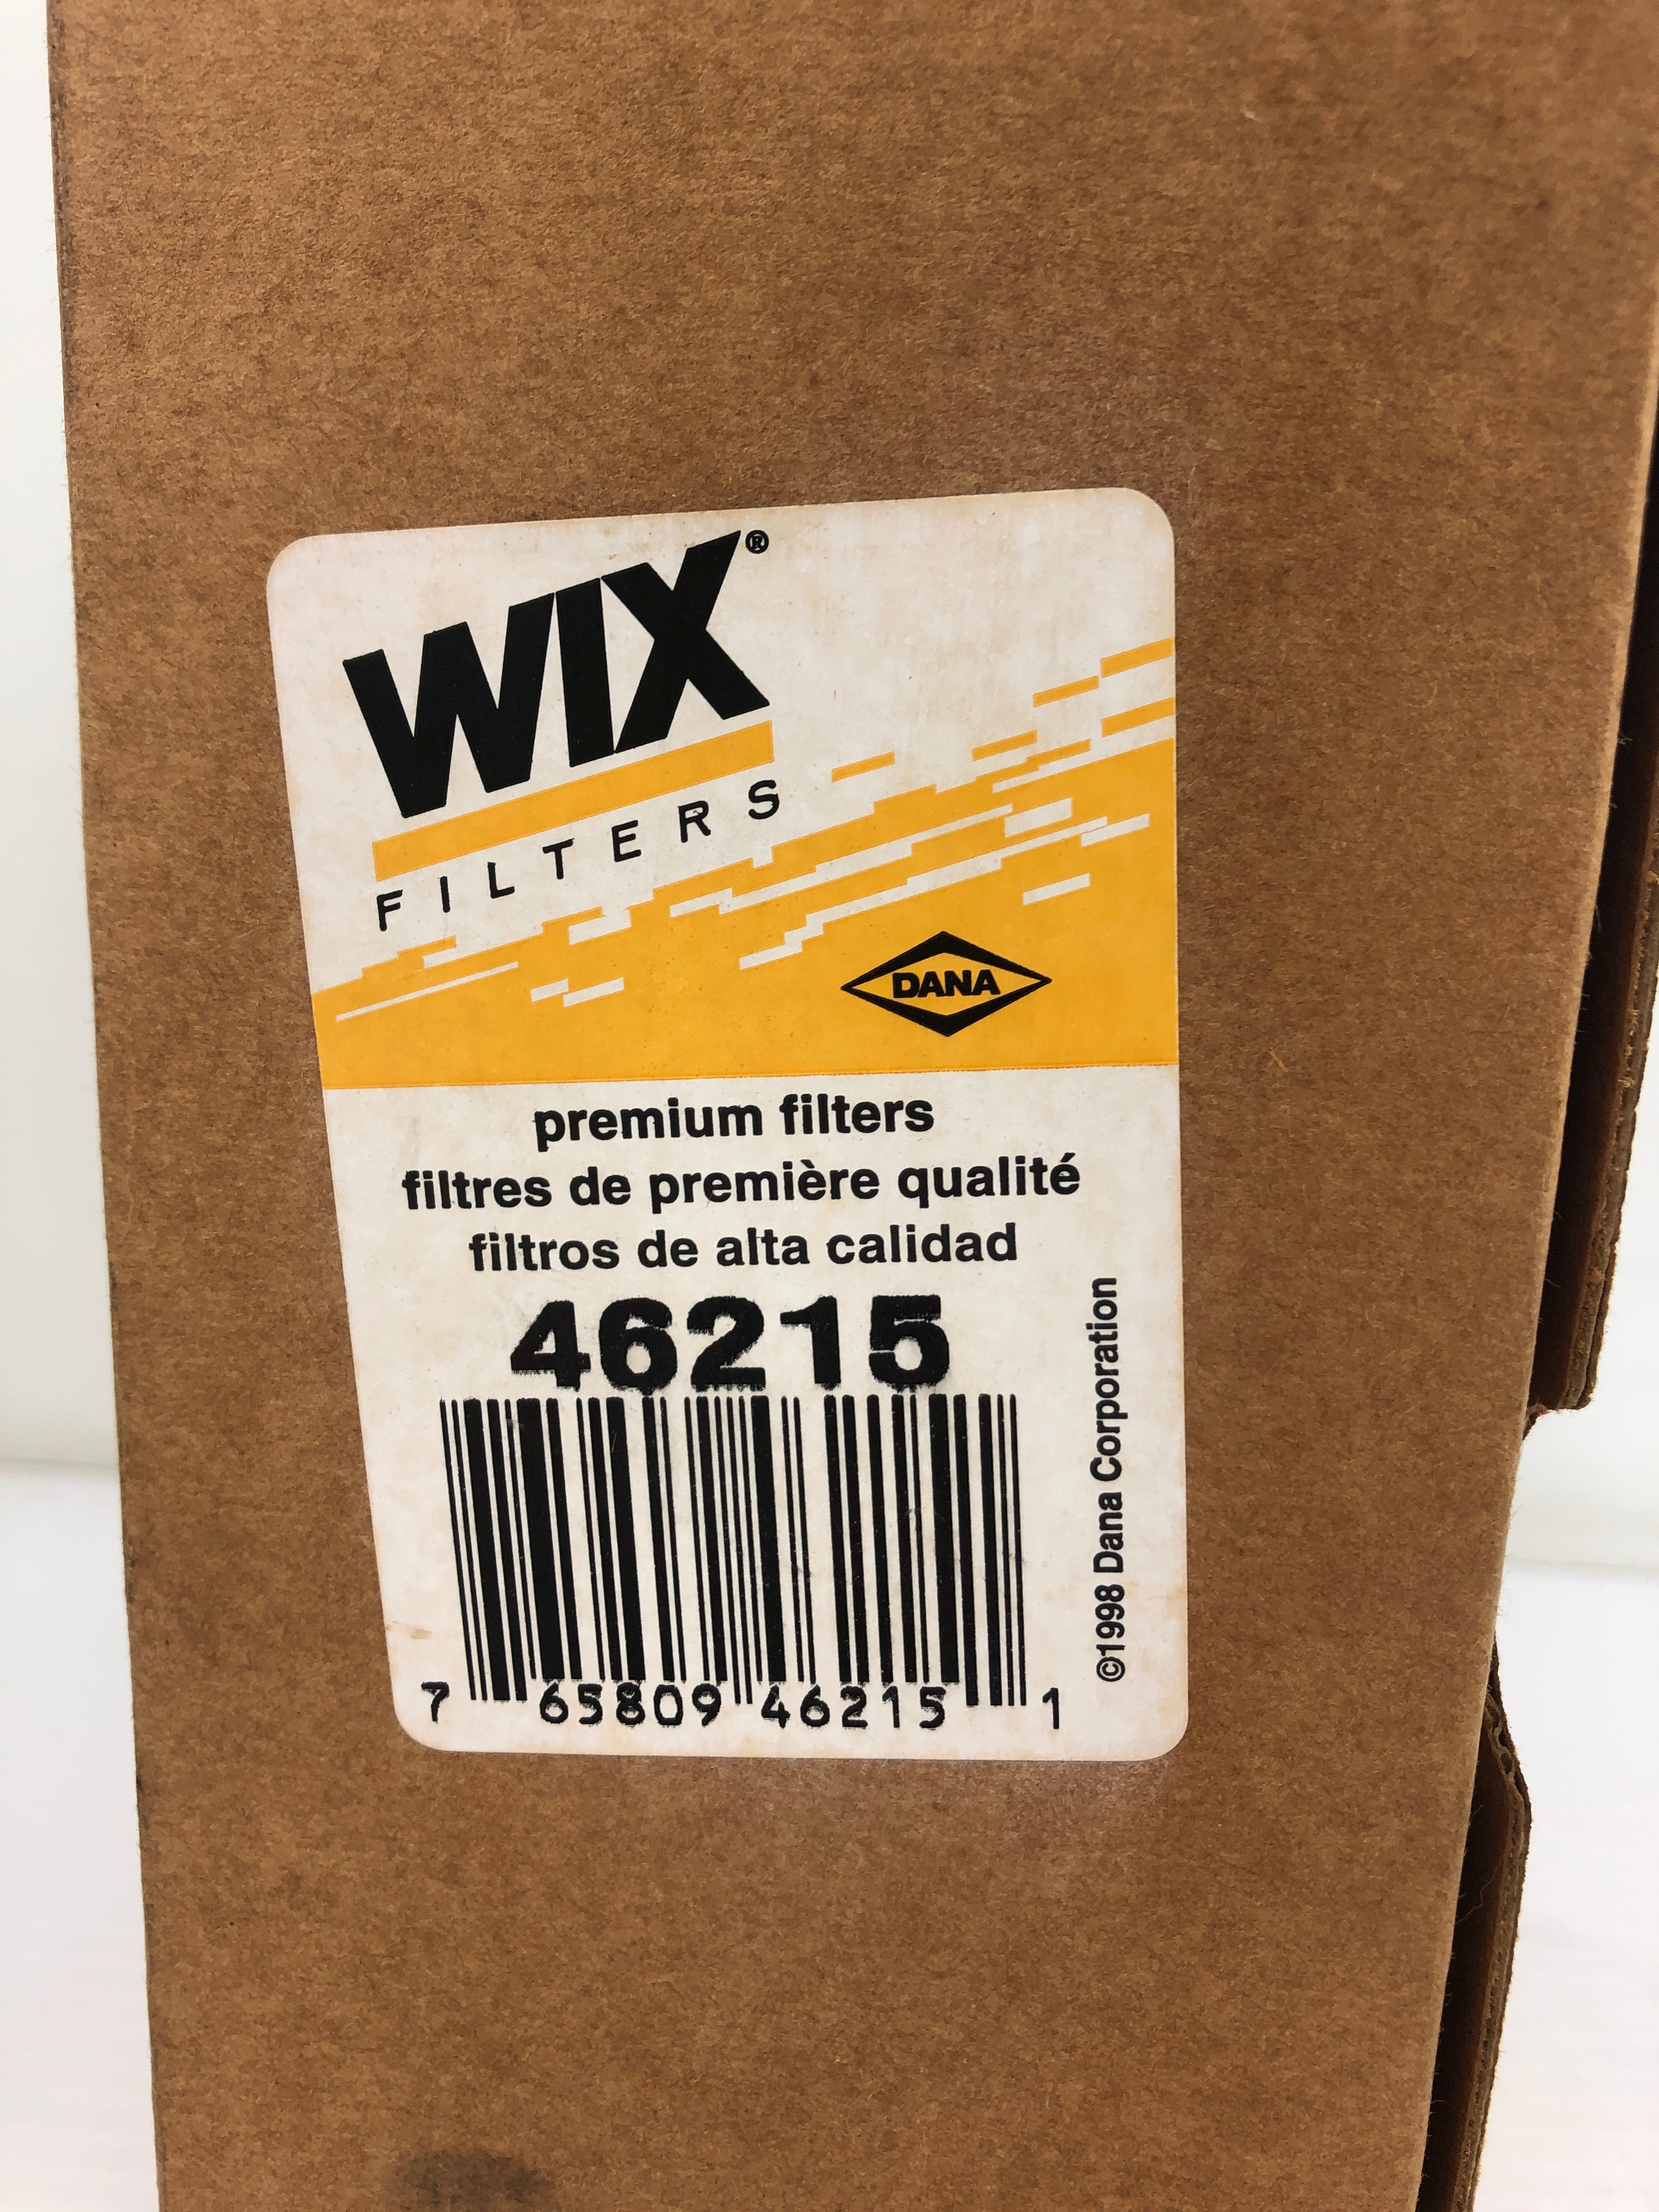 WIX®
FILTERS
DANA
premium filters
filtres de première qualité
filtros de alta calidad
46215
©1998 Dana Corporation
7 65809 46215 1